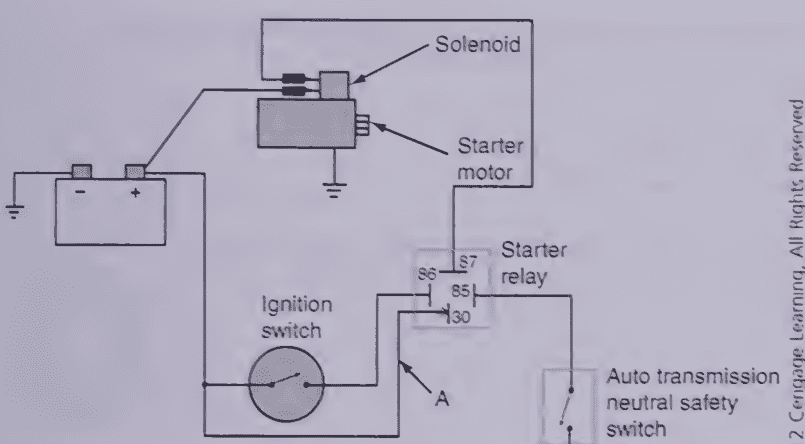 Solenoid
Starter
motor
−
+
87
86
85
30
Starter
relay
Ignition
switch
A
Auto transmission
neutral safety
switch
2 Cengage Learning, All Rights Reserved